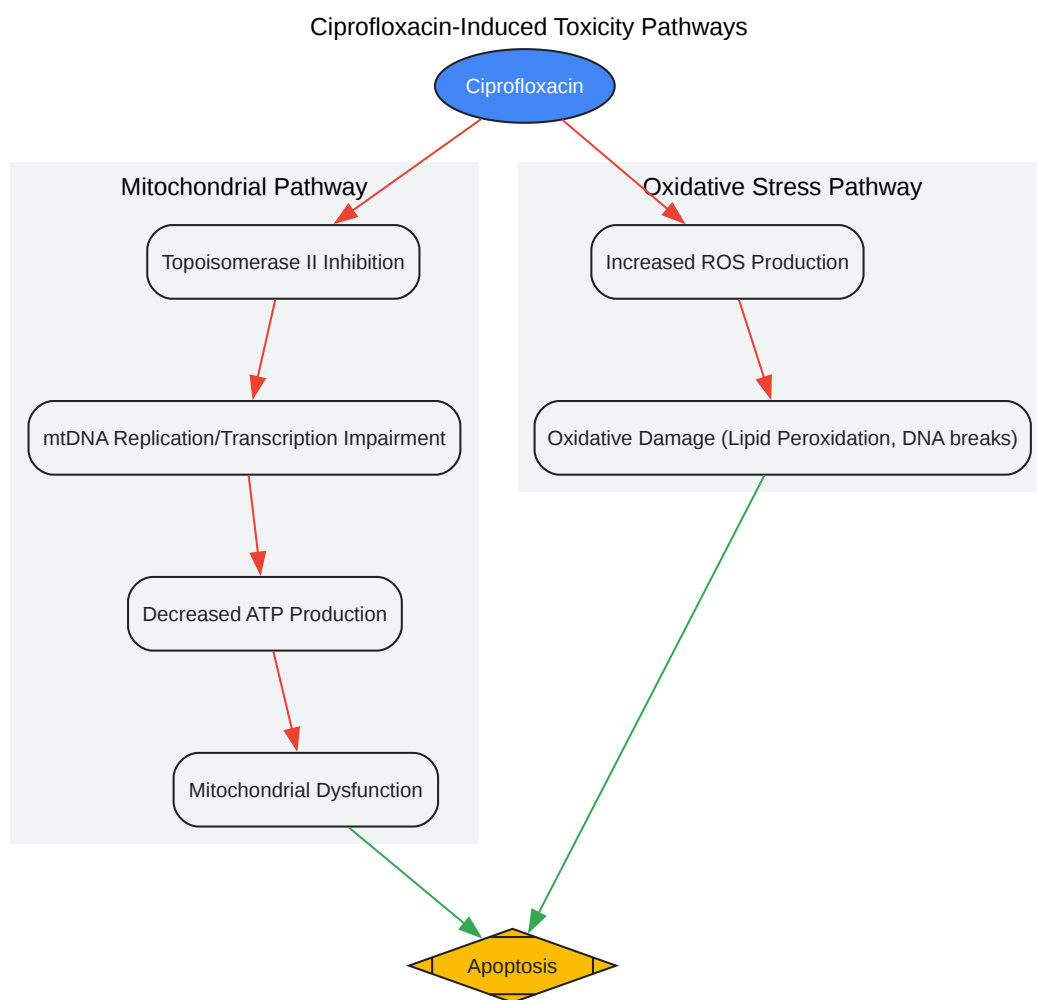 Ciprofloxacin-Induced Toxicity Pathways
Ciprofloxacin
Mitochondrial Pathway
Topoisomerase II Inhibition
mtDNA Replication/Transcription Impairment
Decreased ATP Production
Mitochondrial Dysfunction
Oxidative Stress Pathway
Increased ROS Production
Oxidative Damage (Lipid Peroxidation, DNA breaks)
Apoptosis